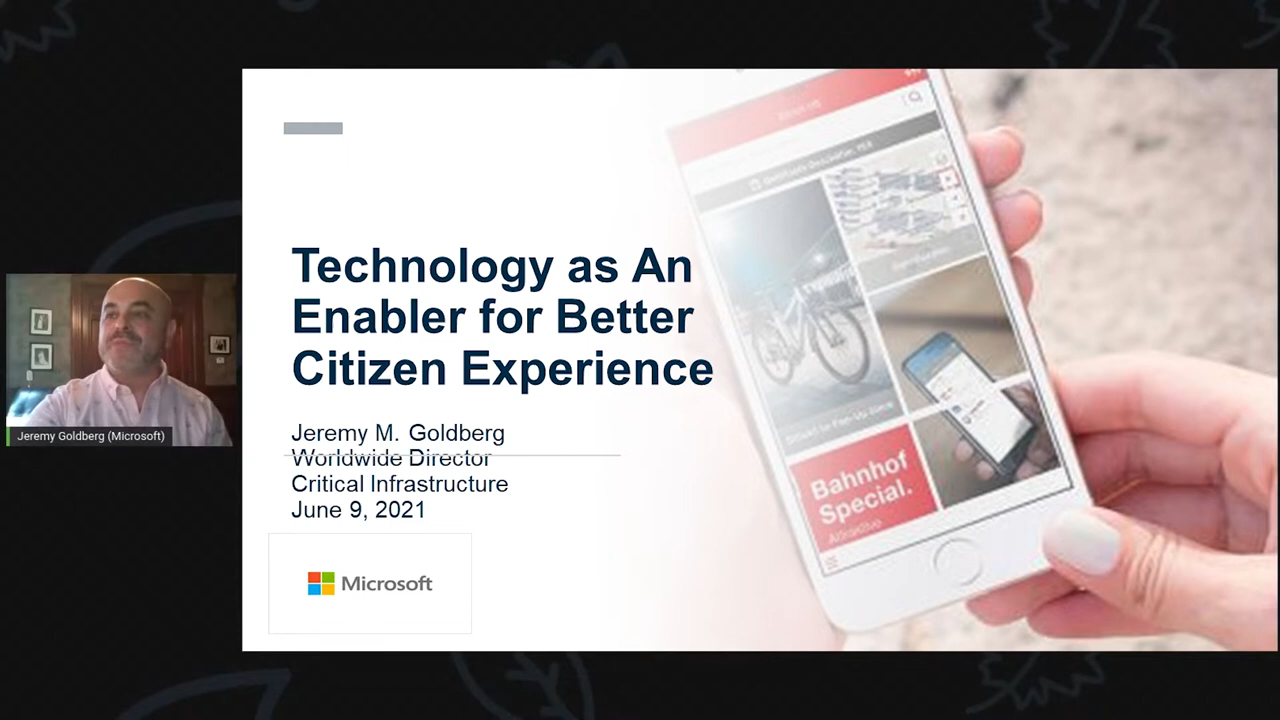 Technology as An
Enabler for Better
Citizen Experience
Jeremy M. Goldberg
Worldwide Director
Critical Infrastructure
June 9, 2021
Microsoft
Jeremy Goldberg (Microsoft)
Bahnhof
Special.